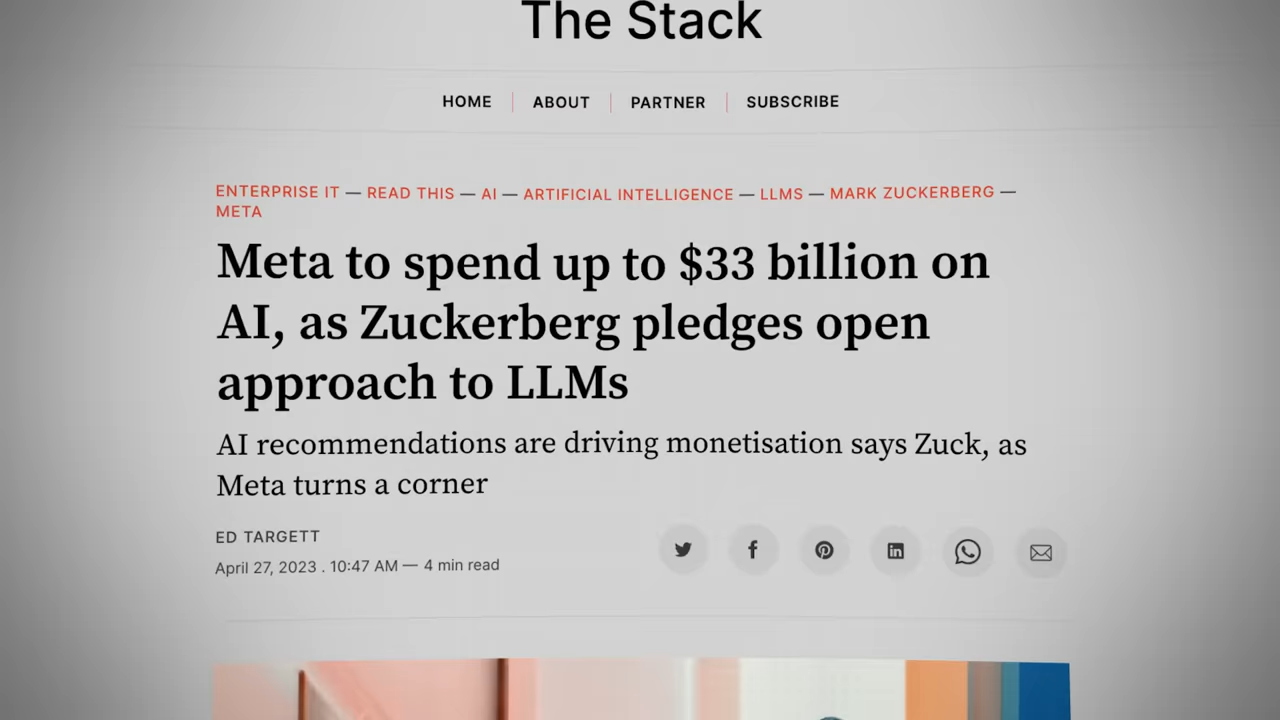 The Stack
HOME
ABOUT
PARTNER
SUBSCRIBE
ENTERPRISE IT — READ THIS — AI — ARTIFICIAL INTELLIGENCE — LLMS — MARK ZUCKERBERG —
META
Meta to spend up to $33 billion on
AI, as Zuckerberg pledges open
approach to LLMs
AI recommendations are driving monetisation says Zuck, as
Meta turns a corner
ED TARGETT
April 27, 2023 . 10:47 AM — 4 min read